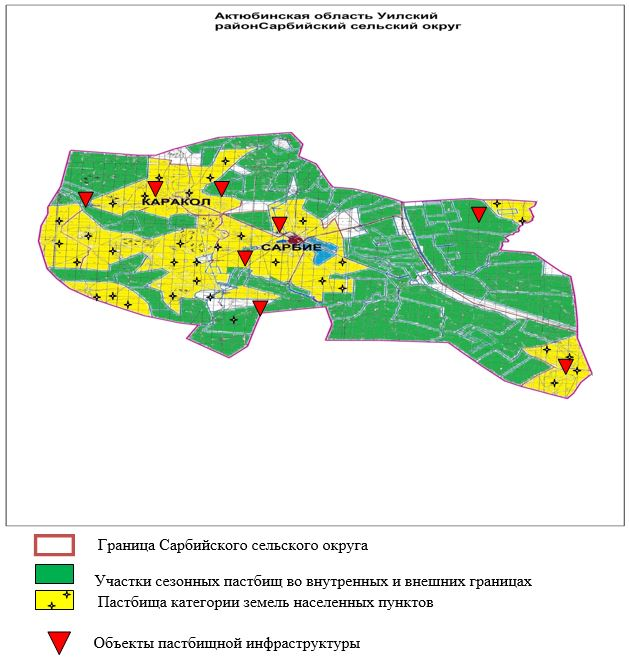 Актюбинская область Уилский
районСарбийский сельский округ
КАРАКОЛ
САРБИЕ
Граница Сарбийского сельского округа
Участки сезонных пастбищ во внутренных и внешних границах
Пастбища категории земель населенных пунктов
Объекты пастбищной инфраструктуры